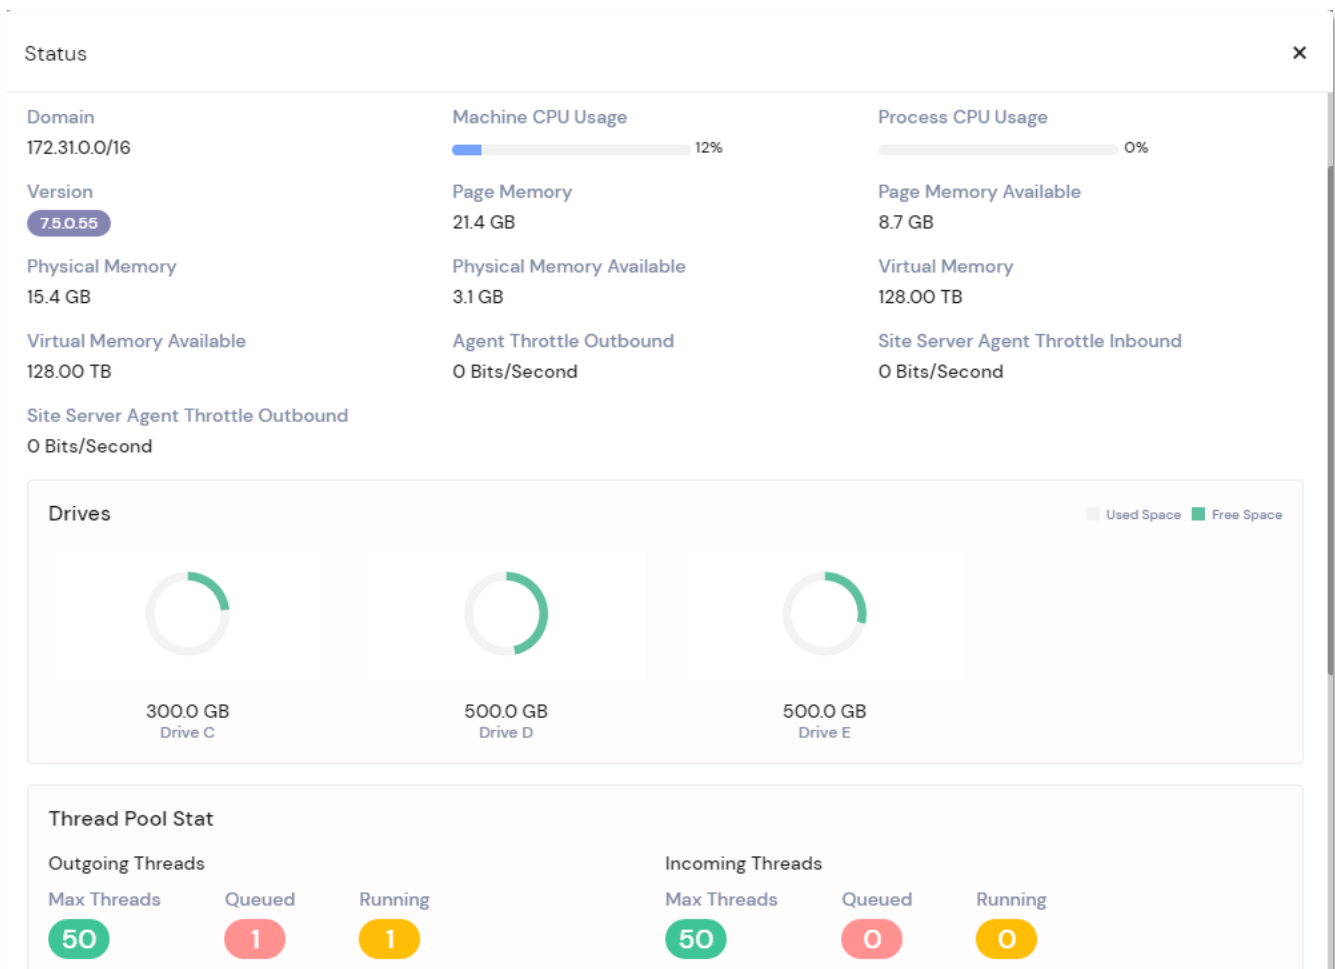 Status
Domain
172.31.0.0/16
Machine CPU Usage
12%
Process CPU Usage
0%
Version
7.5.0.55
Page Memory
21.4 GB
Page Memory Available
8.7 GB
Physical Memory
15.4 GB
Physical Memory Available
3.1 GB
Virtual Memory
128.00 TB
Virtual Memory Available
128.00 TB
Agent Throttle Outbound
0 Bits/Second
Site Server Agent Throttle Inbound
0 Bits/Second
Site Server Agent Throttle Outbound
0 Bits/Second
Drives
Used Space
Free Space
300.0 GB
Drive C
500.0 GB
Drive D
500.0 GB
Drive E
Thread Pool Stat
Outgoing Threads
Max Threads
50
Queued
1
Running
1
Incoming Threads
Max Threads
50
Queued
0
Running
0